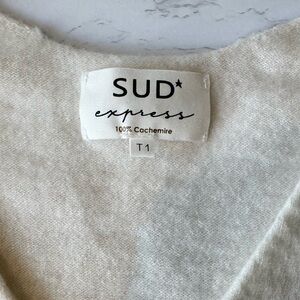 SUD*
express
100% Cachemire
T1